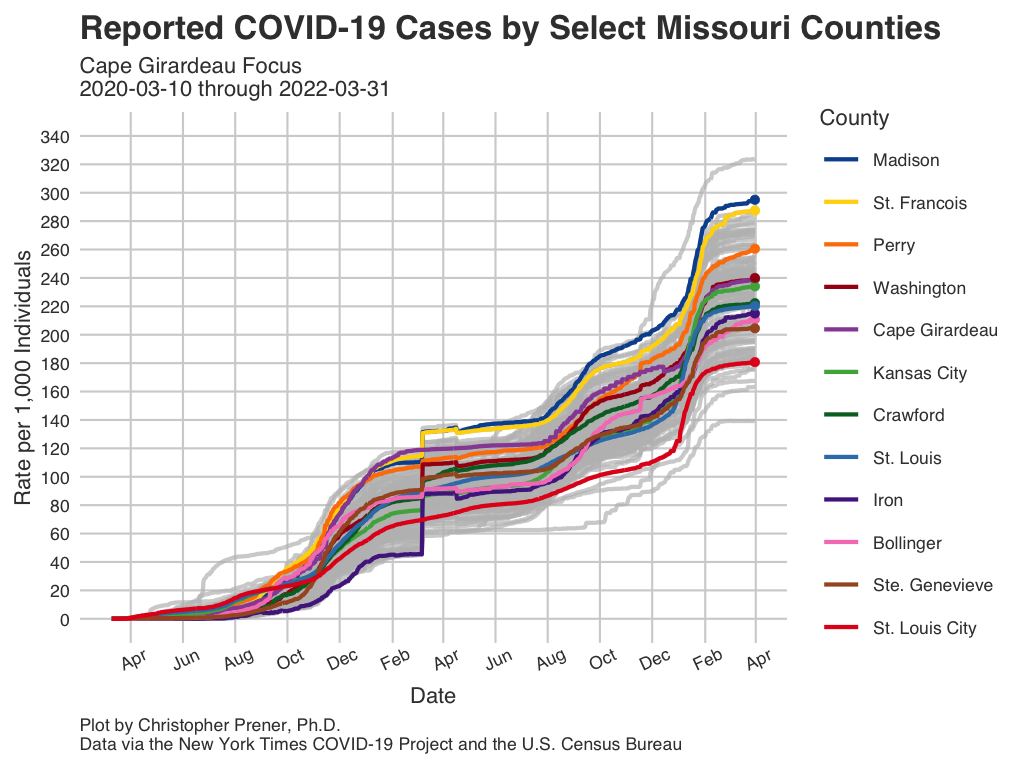 Reported COVID-19 Cases by Select Missouri Counties
Cape Girardeau Focus
2020-03-10 through 2022-03-31
County
Madison
St. Francois
Perry
Washington
Cape Girardeau
Kansas City
Crawford
St. Louis
Iron
Bollinger
Ste. Genevieve
St. Louis City
Rate per 1,000 Individuals
340
320
300
280
260
240
220
200
180
160
140
120
100
80
60
40
20
0
Apr Jun Aug Oct Dec Feb Apr Jun Aug Oct Dec Feb Apr
Date
Plot by Christopher Prener, Ph.D.
Data via the New York Times COVID-19 Project and the U.S. Census Bureau